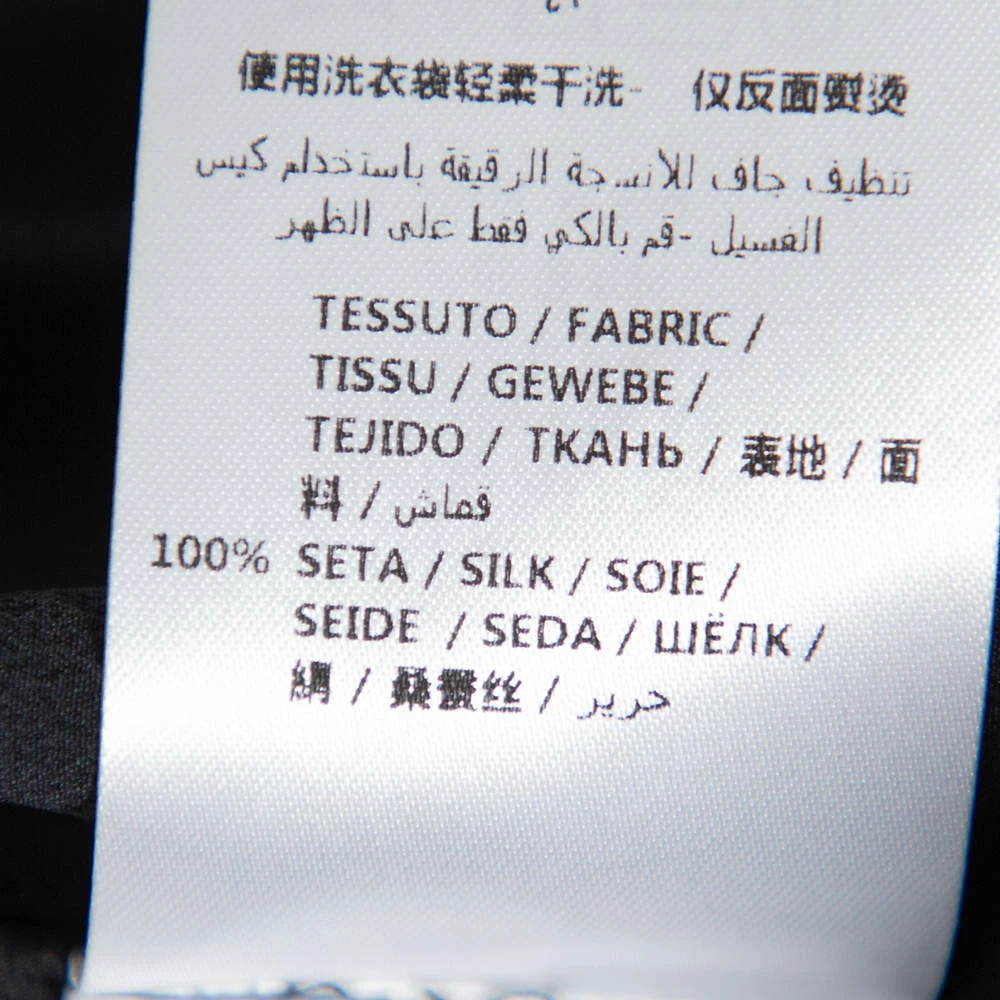 使用洗衣袋轻柔干洗- 仅反面熨烫
تنظيف جاف للأنسجة الرقيقة باستخدام كيس
الغسيل -قم بالكي فقط على الظهر
TESSUTO / FABRIC /
TISSU / GEWEBE /
TEJIDO / ТКАНЬ / 表地 / 面
料 / قماش
100% SETA / SILK / SOIE /
SEIDE / SEDA / ШЁЛК /
絹 / 桑蚕丝 / حرير